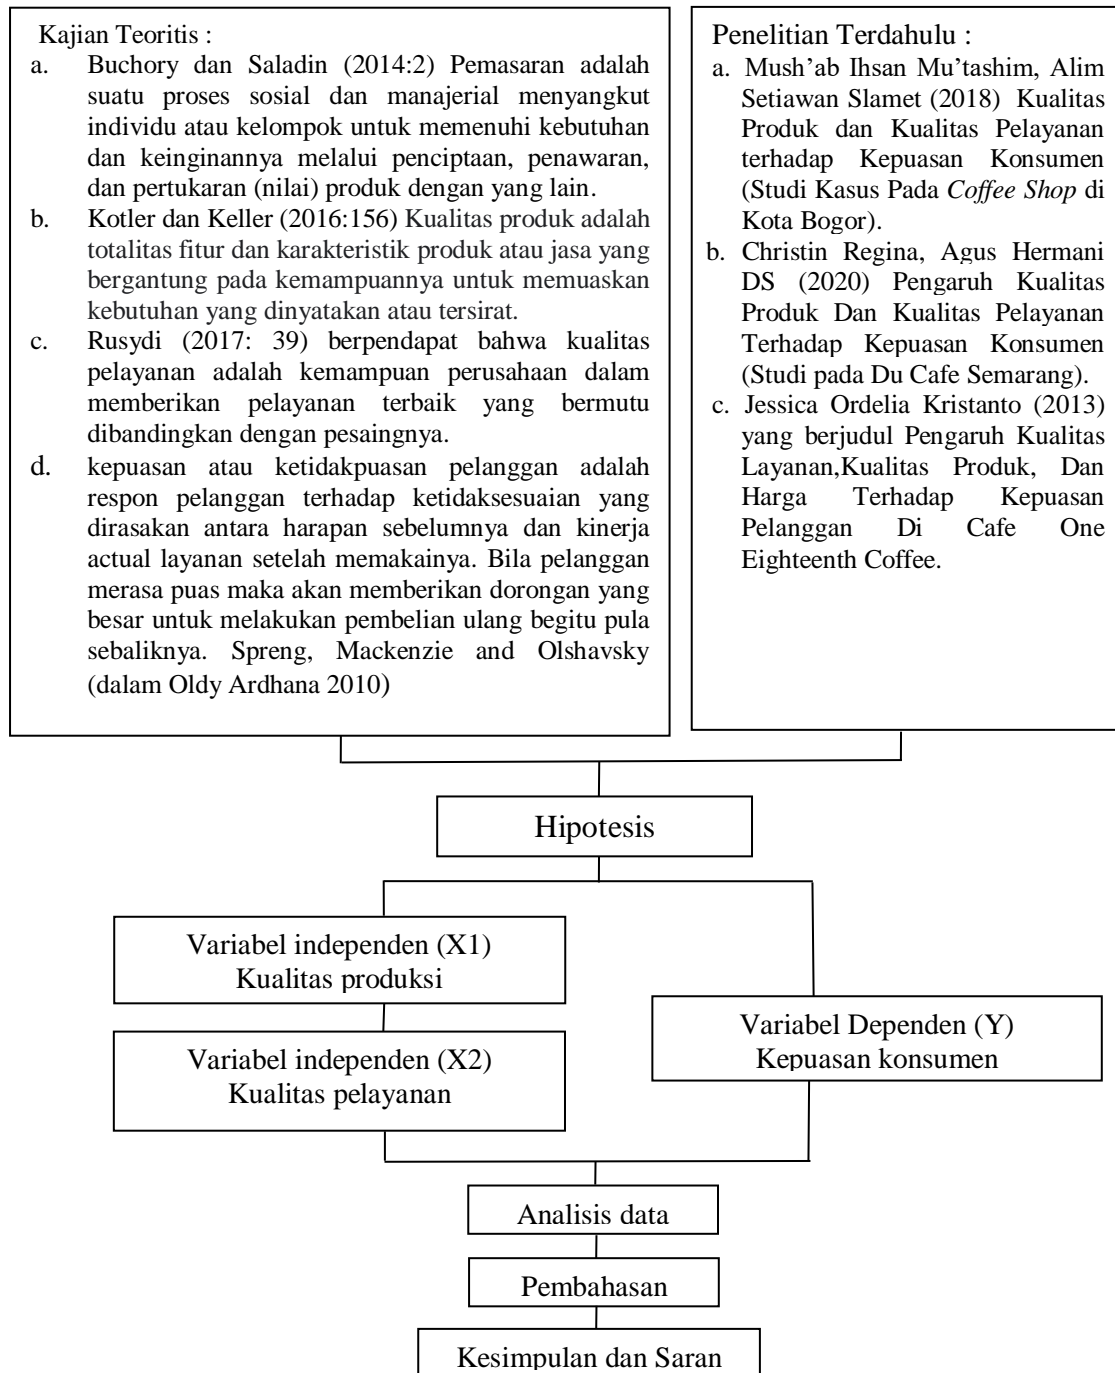 Kajian Teoritis :
a. Buchory dan Saladin (2014:2) Pemasaran adalah
suatu proses sosial dan manajerial menyangkut
individu atau kelompok untuk memenuhi kebutuhan
dan keinginannya melalui penciptaan, penawaran,
dan pertukaran (nilai) produk dengan yang lain.
b. Kotler dan Keller (2016:156) Kualitas produk adalah
totalitas fitur dan karakteristik produk atau jasa yang
bergantung pada kemampuannya untuk memuaskan
kebutuhan yang dinyatakan atau tersirat.
c. Rusydi (2017: 39) berpendapat bahwa kualitas
pelayanan adalah kemampuan perusahaan dalam
memberikan pelayanan terbaik yang bermutu
dibandingkan dengan pesaingnya.
d. kepuasan atau ketidakpuasan pelanggan adalah
respon pelanggan terhadap ketidaksesuaian yang
dirasakan antara harapan sebelumnya dan kinerja
actual layanan setelah memakainya. Bila pelanggan
merasa puas maka akan memberikan dorongan yang
besar untuk melakukan pembelian ulang begitu pula
sebaliknya. Spreng, Mackenzie and Olshavsky
(dalam Oldy Ardhana 2010)
Penelitian Terdahulu :
a. Mush’ab Ihsan Mu’tashim, Alim
Setiawan Slamet (2018) Kualitas
Produk dan Kualitas Pelayanan
terhadap Kepuasan Konsumen
(Studi Kasus Pada Coffee Shop di
Kota Bogor).
b. Christin Regina, Agus Hermani
DS (2020) Pengaruh Kualitas
Produk Dan Kualitas Pelayanan
Terhadap Kepuasan Konsumen
(Studi pada Du Cafe Semarang).
c. Jessica Ordelia Kristanto (2013)
yang berjudul Pengaruh Kualitas
Layanan,Kualitas Produk, Dan
Harga Terhadap Kepuasan
Pelanggan Di Cafe One
Eighteenth Coffee.
Hipotesis
Variabel independen (X1)
Kualitas produksi
Variabel independen (X2)
Kualitas pelayanan
Variabel Dependen (Y)
Kepuasan konsumen
Analisis data
Pembahasan
Kesimpulan dan Saran